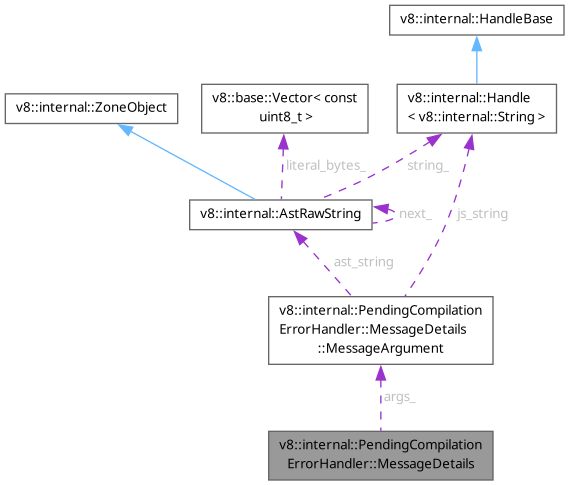 v8::internal::HandleBase
v8::internal::ZoneObject
v8::base::Vector< const
uint8_t >
v8::internal::Handle
< v8::internal::String >
literal_bytes_
string_
v8::internal::AstRawString
next_
js_string
ast_string
v8::internal::PendingCompilation
ErrorHandler::MessageDetails
::MessageArgument
args_
v8::internal::PendingCompilation
ErrorHandler::MessageDetails